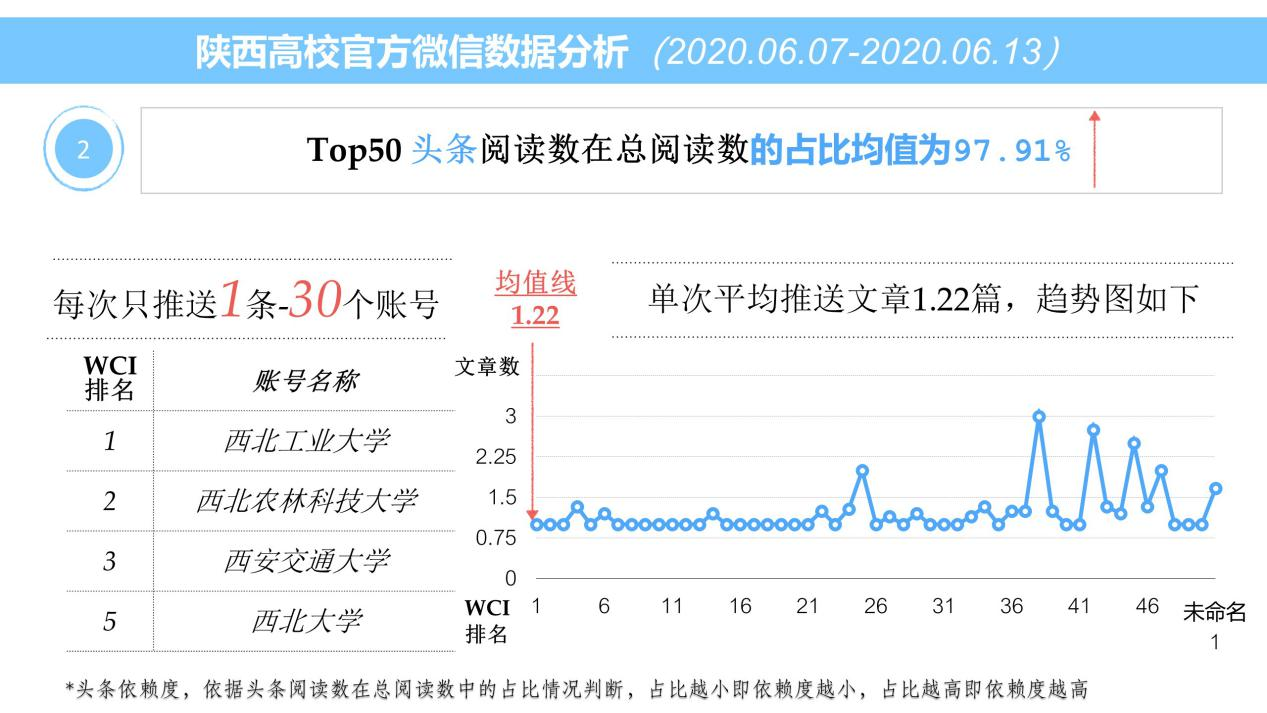 陕西高校官方微信数据分析（2020.06.07-2020.06.13）
2
Top50 头条阅读数在总阅读数的占比均值为97.91%
每次只推送1条-30个账号
WCI排名 账号名称
1 西北工业大学
2 西北农林科技大学
3 西安交通大学
5 西北大学
均值线
1.22
单次平均推送文章1.22篇，趋势图如下
文章数
3
2.25
1.5
0.75
0
WCI排名
1 6 11 16 21 26 31 36 41 46 未命名
1
*头条依赖度，依据头条阅读数在总阅读数中的占比情况判断，占比越小即依赖度越小，占比越高即依赖度越高